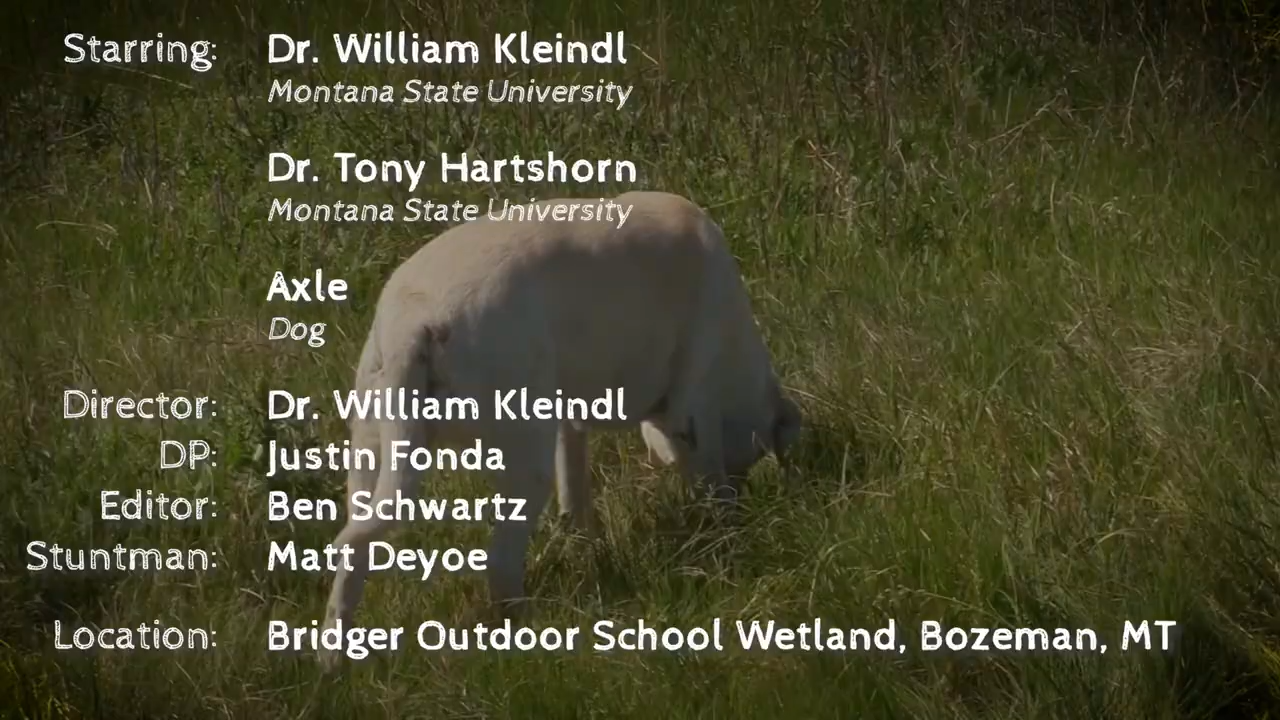 Starring: Dr. William Kleindl
Montana State University
Dr. Tony Hartshorn
Montana State University
Axle
Dog
Director: Dr. William Kleindl
DP: Justin Fonda
Editor: Ben Schwartz
Stuntman: Matt Deyoe
Location: Bridger Outdoor School Wetland, Bozeman, MT